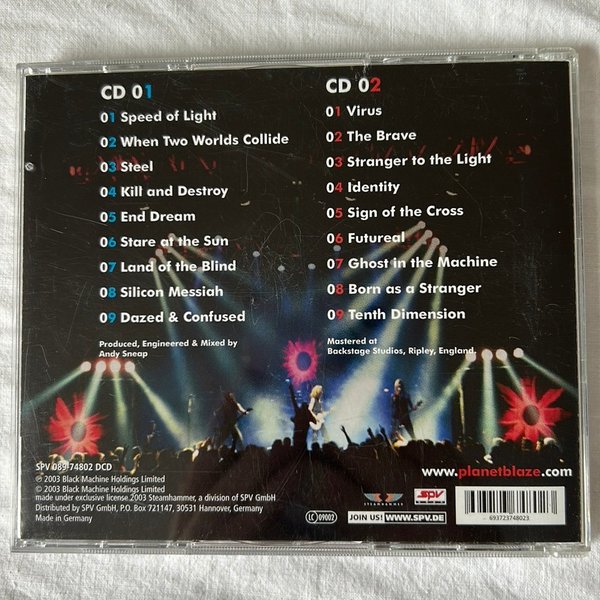 CD 01
01 Speed of Light
02 When Two Worlds Collide
03 Steel
04 Kill and Destroy
05 End Dream
06 Stare at the Sun
07 Land of the Blind
08 Silicon Messiah
09 Dazed & Confused
Produced, Engineered & Mixed by
Andy Sneap
CD 02
01 Virus
02 The Brave
03 Stranger to the Light
04 Identity
05 Sign of the Cross
06 Futureal
07 Ghost in the Machine
08 Born as a Stranger
09 Tenth Dimension
Mastered at
Backstage Studios, Ripley, England.
SPV 089-74802 DCD
℗ 2003 Black Machine Holdings Limited
© 2003 Black Machine Holdings Limited
made under exclusive license 2003 Steamhammer, a division of SPV GmbH
Distributed by SPV GmbH, P.O. Box 721147, 30531 Hannover, Germany
Made in Germany
www.planetblaze.com
LC 09002
STEAMHAMMER
SPV
JOIN US! WWW.SPV.DE
693723748023